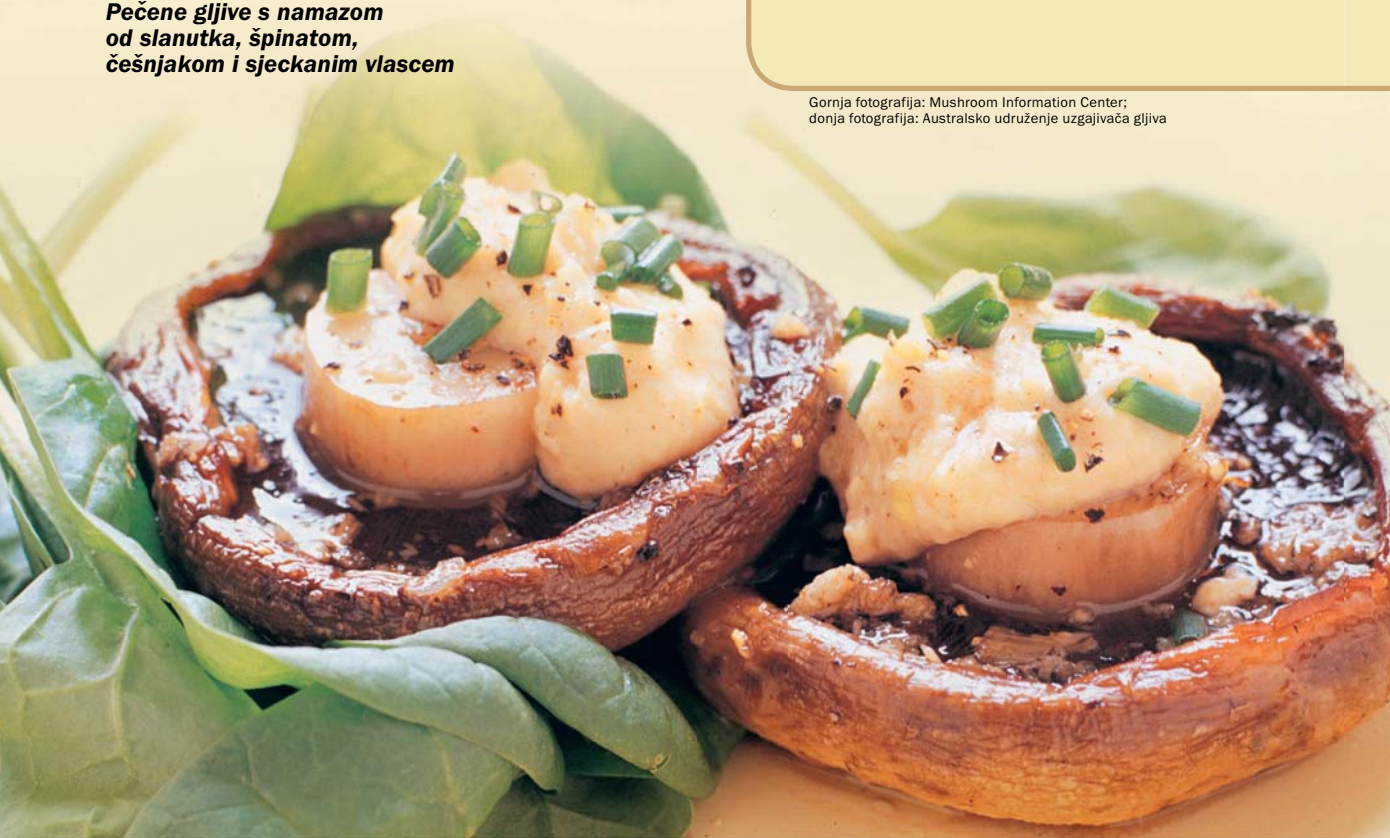 Pečene gljive s namazom
od slanutka, špinatom,
češnjakom i sjeckanim vlascem
Gornja fotografija: Mushroom Information Center;
donja fotografija: Australsko udruženje uzgajivača gljiva